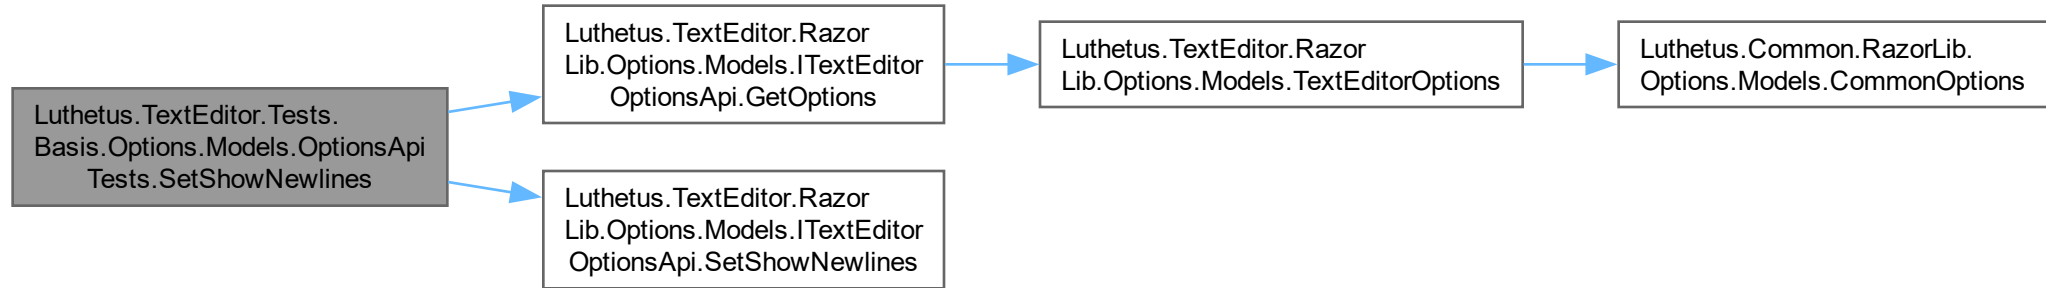 Luthetus.TextEditor.Tests.
Basis.Options.Models.OptionsApi
Tests.SetShowNewlines
Luthetus.TextEditor.Razor
Lib.Options.Models.ITextEditor
OptionsApi.GetOptions
Luthetus.TextEditor.Razor
Lib.Options.Models.TextEditorOptions
Luthetus.Common.RazorLib.
Options.Models.CommonOptions
Luthetus.TextEditor.Razor
Lib.Options.Models.ITextEditor
OptionsApi.SetShowNewlines